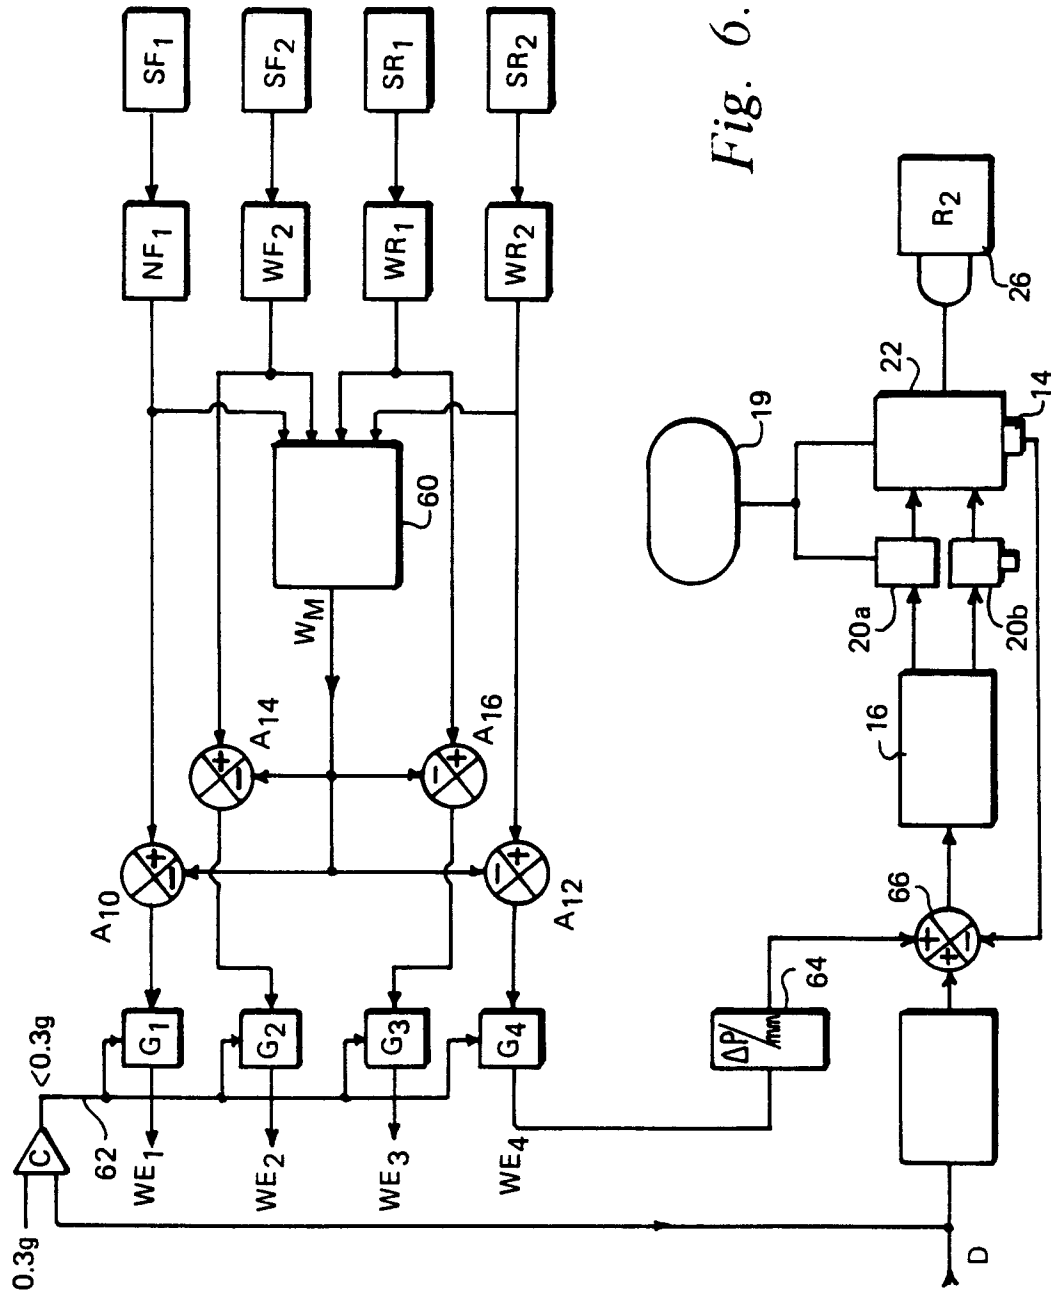 SF1
SF2
SR1
SR2
NF1
WF2
WR1
WR2
60
WM
A14
A16
A10
A12
G1
G2
G3
G4
<0.3g
C
0.3g
62
WE1
WE2
WE3
WE4
+
−
+
−
+
−
+
−
Fig. 6.
R2
26
22
14
19
20a
20b
16
66
+
+
−
64
ΔP/mm
D